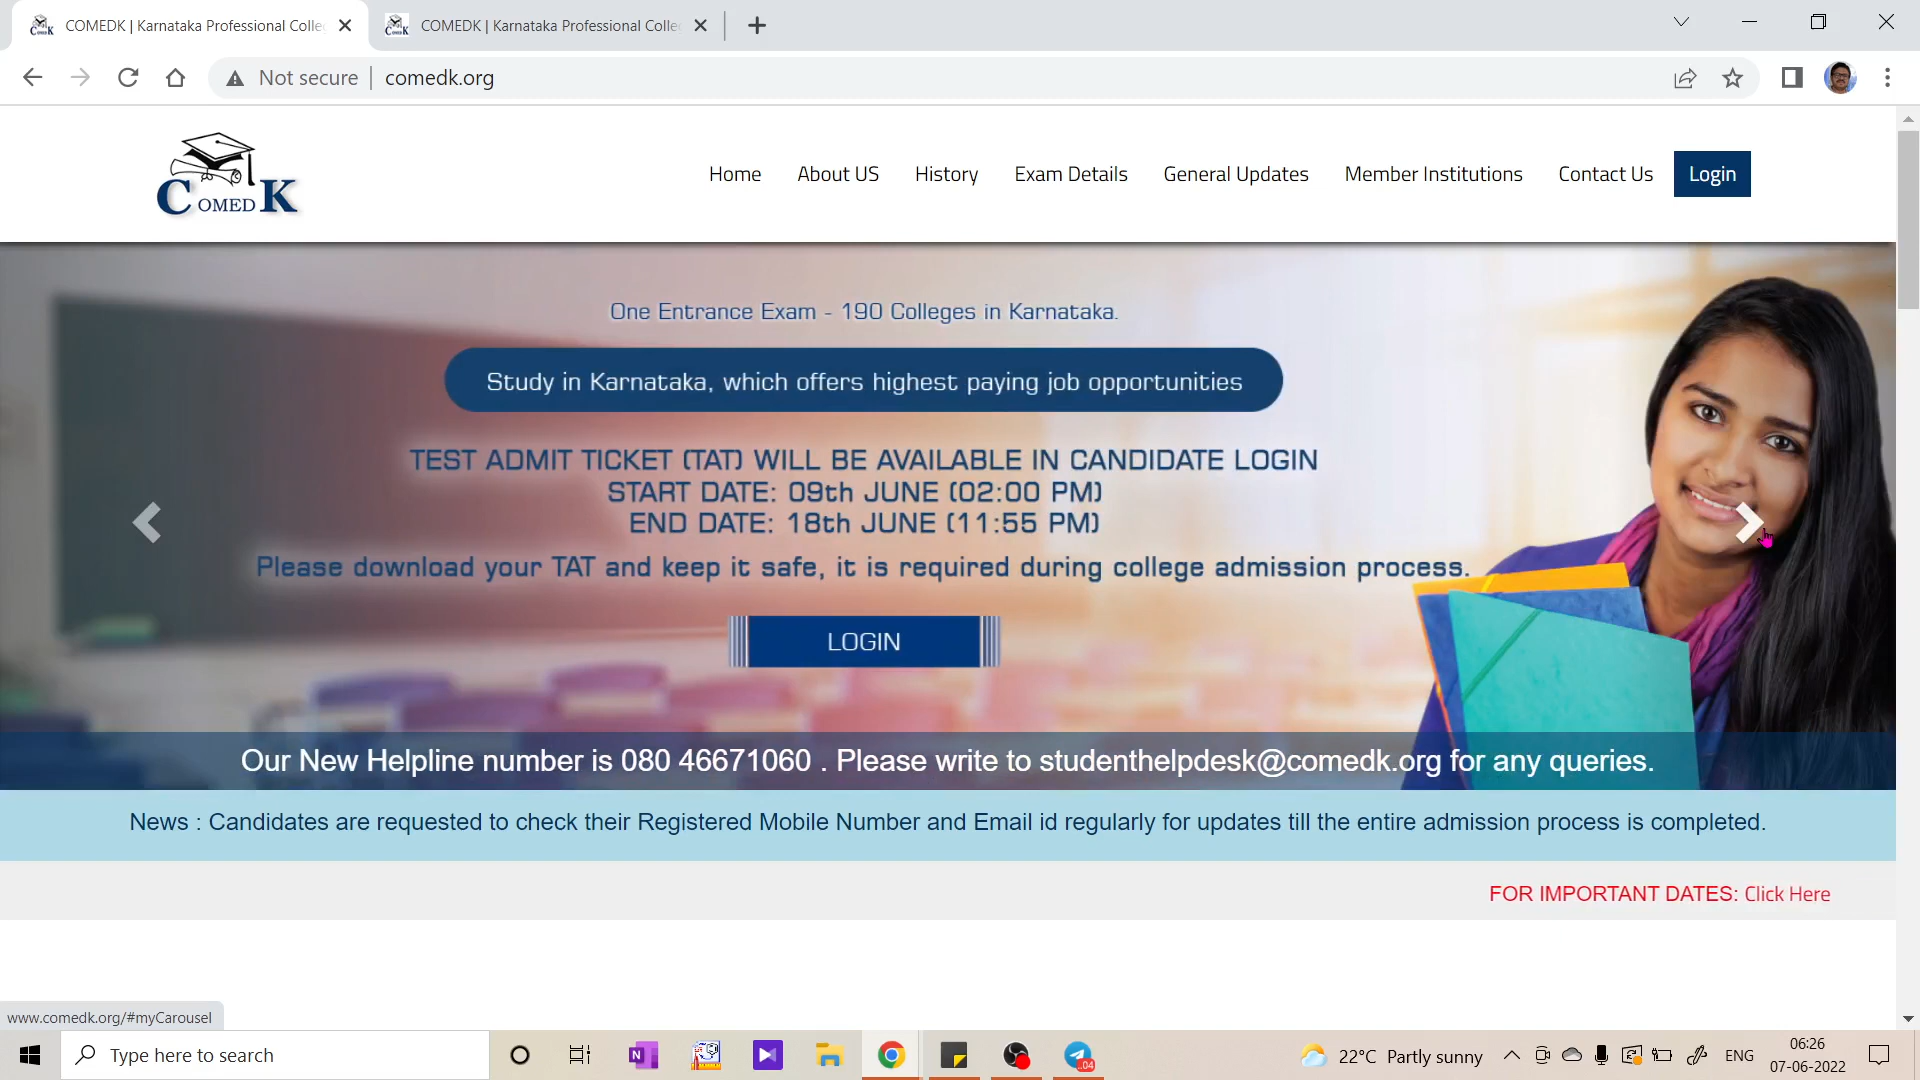 COMEDK | Karnataka Professional Colle
COMEDK | Karnataka Professional Colle
Not secure
comedk.org
COMEDK
Home
About US
History
Exam Details
General Updates
Member Institutions
Contact Us
Login
One Entrance Exam - 190 Colleges in Karnataka.
Study in Karnataka, which offers highest paying job opportunities
TEST ADMIT TICKET (TAT) WILL BE AVAILABLE IN CANDIDATE LOGIN
START DATE: 09th JUNE (02:00 PM)
END DATE: 18th JUNE (11:55 PM)
Please download your TAT and keep it safe, it is required during college admission process.
LOGIN
Our New Helpline number is 080 46671060 . Please write to studenthelpdesk@comedk.org for any queries.
News : Candidates are requested to check their Registered Mobile Number and Email id regularly for updates till the entire admission process is completed.
FOR IMPORTANT DATES: Click Here
www.comedk.org/#myCarousel
Type here to search
22°C Partly sunny
ENG
06:26
07-06-2022